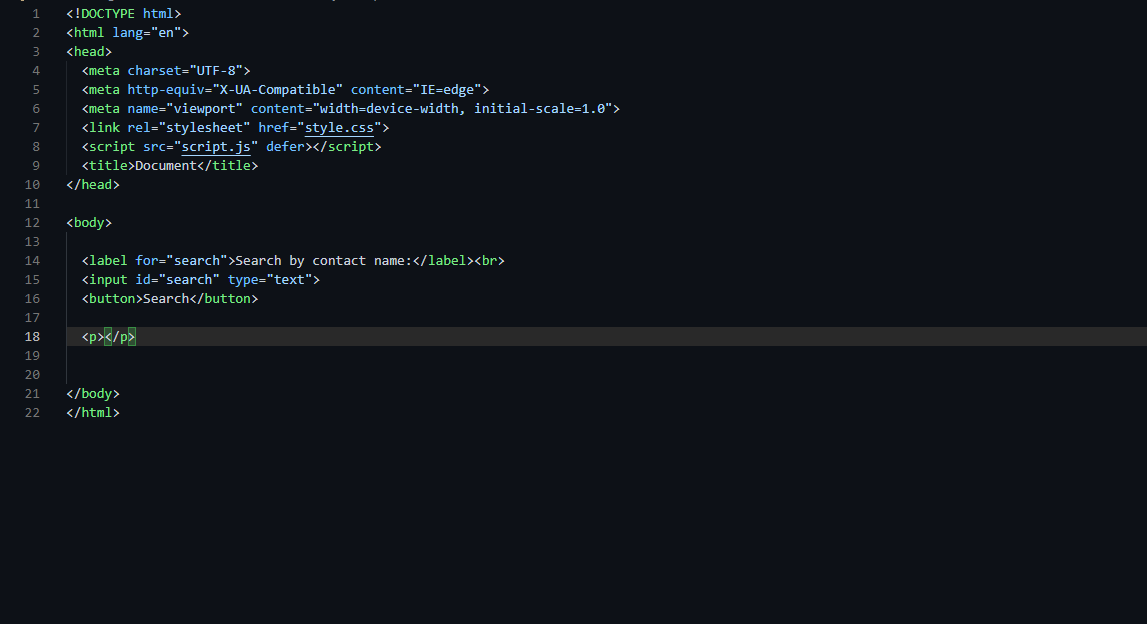 1 <!DOCTYPE html>
2 <html lang="en">
3 <head>
4   <meta charset="UTF-8">
5   <meta http-equiv="X-UA-Compatible" content="IE=edge">
6   <meta name="viewport" content="width=device-width, initial-scale=1.0">
7   <link rel="stylesheet" href="style.css">
8   <script src="script.js" defer></script>
9   <title>Document</title>
10 </head>
11
12 <body>
13
14   <label for="search">Search by contact name:</label><br>
15   <input id="search" type="text">
16   <button>Search</button>
17
18   <p></p>
19
20
21 </body>
22 </html>